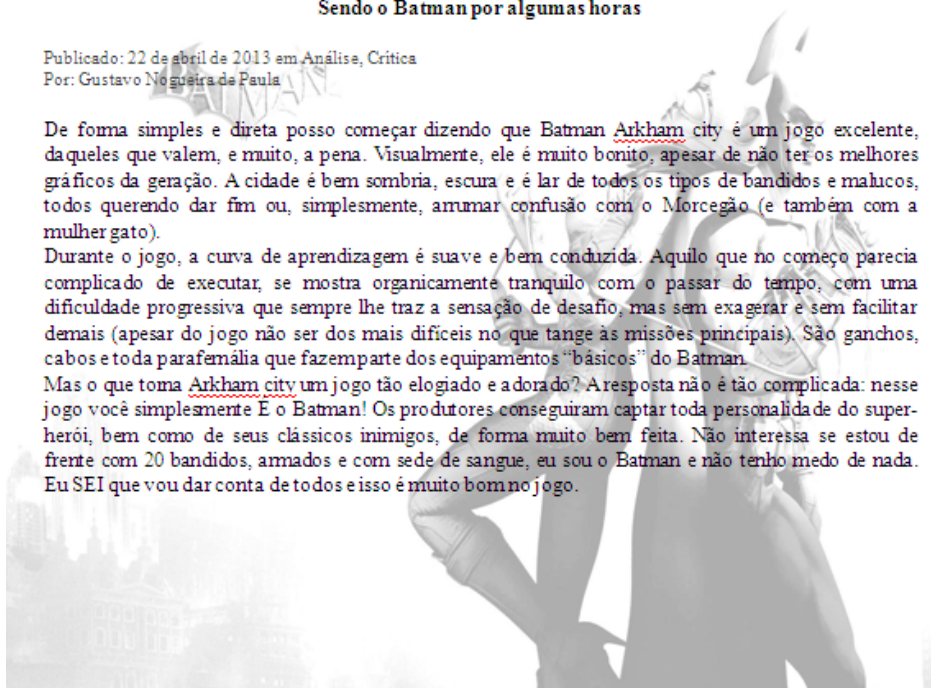 Sendo o Batman por algumas horas
Publicado: 22 de abril de 2013 em Análise, Crítica
Por: Gustavo Nogueira de Paula
BATMAN
De forma simples e direta posso começar dizendo que Batman Arkham city é um jogo excelente,
daqueles que valem, e muito, a pena. Visualmente, ele é muito bonito, apesar de não ter os melhores
gráficos da geração. A cidade é bem sombria, escura e é lar de todos os tipos de bandidos e malucos,
todos querendo dar fim ou, simplesmente, arrumar confusão com o Morcegão (e também com a
mulher gato).
Durante o jogo, a curva de aprendizagem é suave e bem conduzida. Aquilo que no começo parecia
complicado de executar, se mostra organicamente tranquilo com o passar do tempo, com uma
dificuldade progressiva que sempre lhe traz a sensação de desafio, mas sem exagerar e sem facilitar
demais (apesar do jogo não ser dos mais difíceis no que tange as missões principais). São ganchos,
cabos e toda parafernália que fazem parte dos equipamentos “básicos” do Batman.
Mas o que torna Arkham city um jogo tão elogiado e adorado? A resposta não é tão complicada: nesse
jogo você simplesmente É o Batman! Os produtores conseguiram captar toda personalidade do super-
herói, bem como de seus clássicos inimigos, de forma muito bem feita. Não interessa se estou de
frente com 20 bandidos, armados e com sede de sangue, eu sou o Batman e não tenho medo de nada.
Eu SEI que vou dar conta de todos e isso é muito bom no jogo.